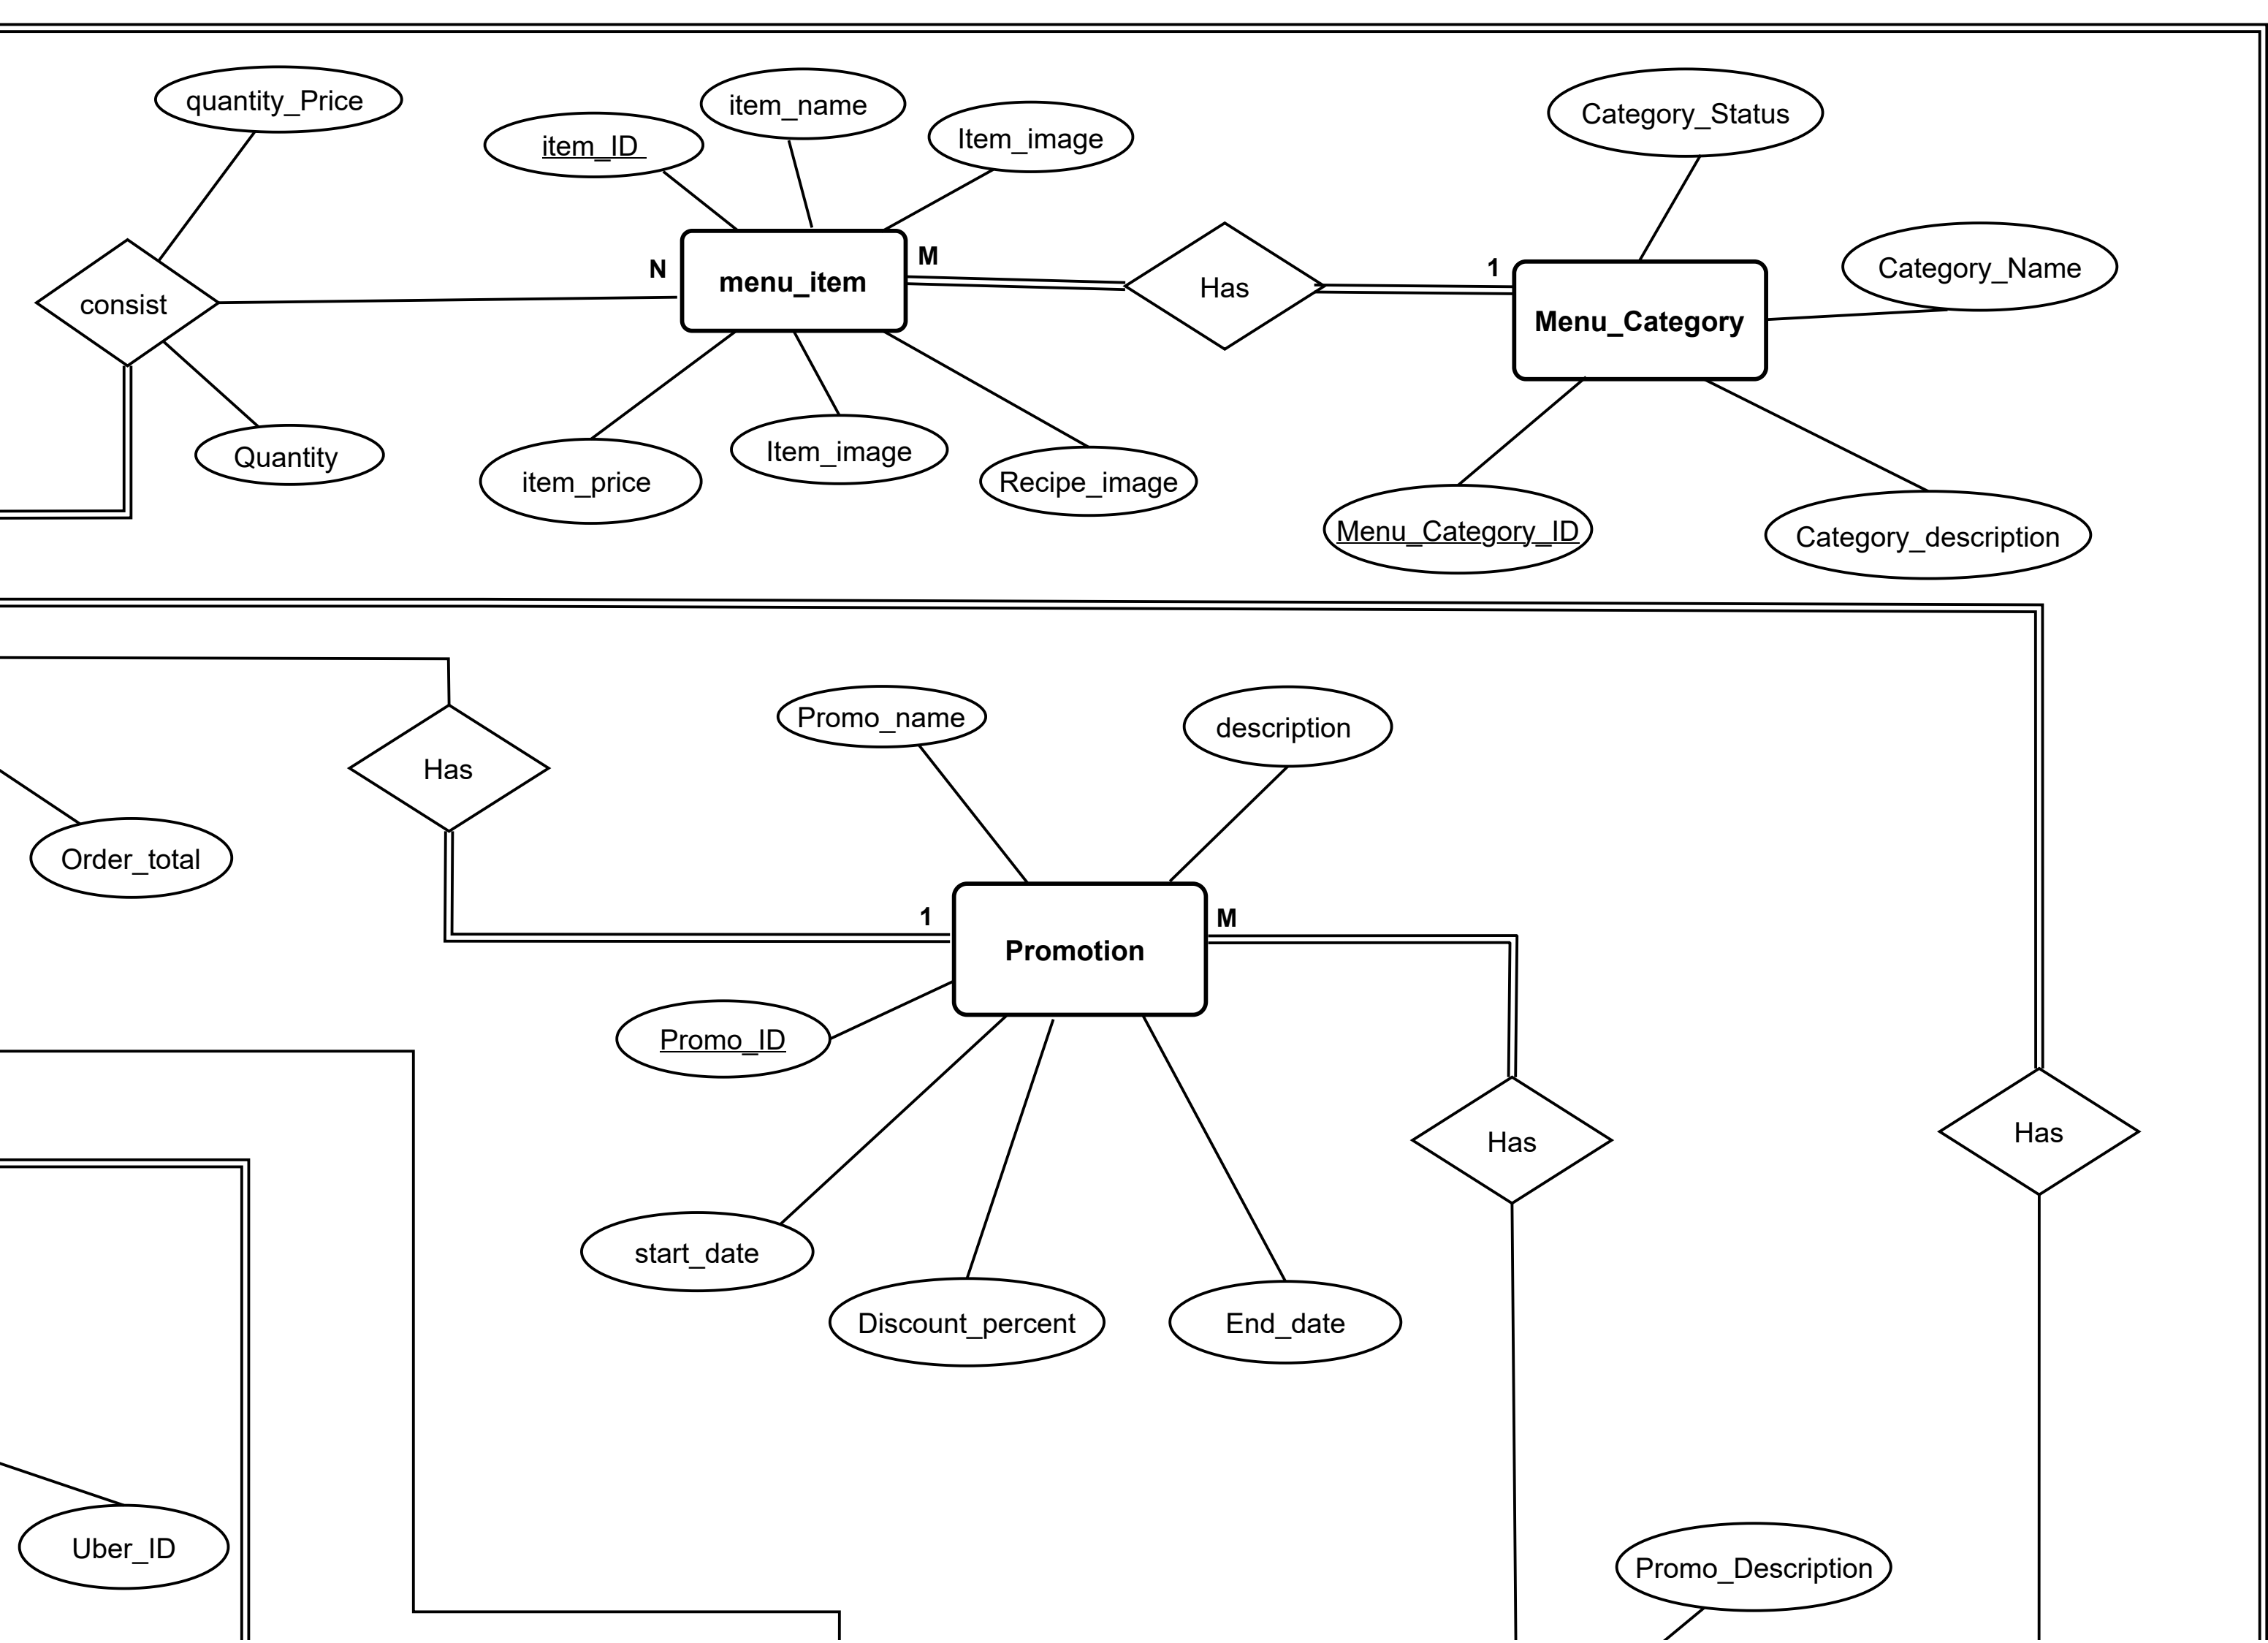 quantity_Price
item_name
Item_image
item_ID
Category_Status
N
menu_item
M
Has
1
Menu_Category
Category_Name
consist
Quantity
item_price
Item_image
Recipe_image
Menu_Category_ID
Category_description
Has
Promo_name
description
Order_total
1
Promotion
M
Promo_ID
Has
Has
start_date
Discount_percent
End_date
Uber_ID
Promo_Description